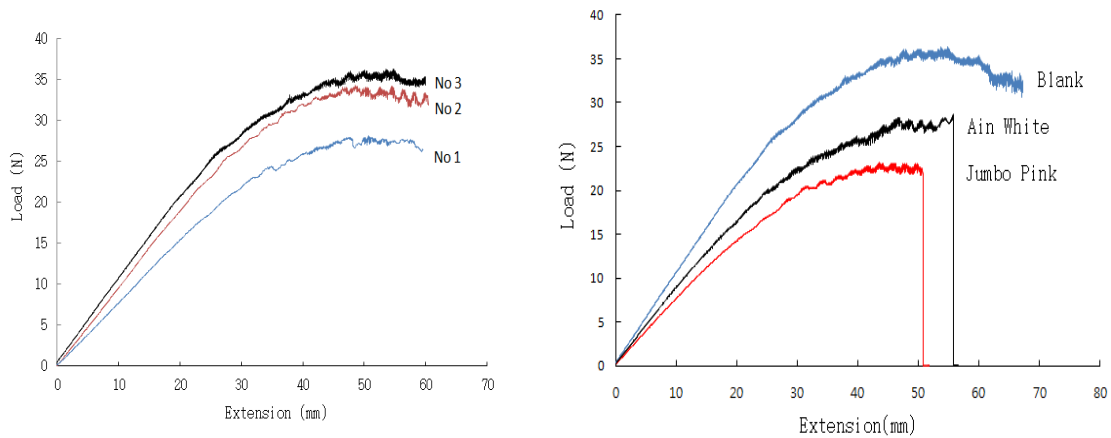 Load (N)
40
35
30
25
20
15
10
5
0
No 3
No 2
No 1
0 10 20 30 40 50 60 70
Extension (mm)
Load (N)
40
35
30
25
20
15
10
5
0
Blank
Ain White
Jumbo Pink
0 10 20 30 40 50 60 70 80
Extension(mm)